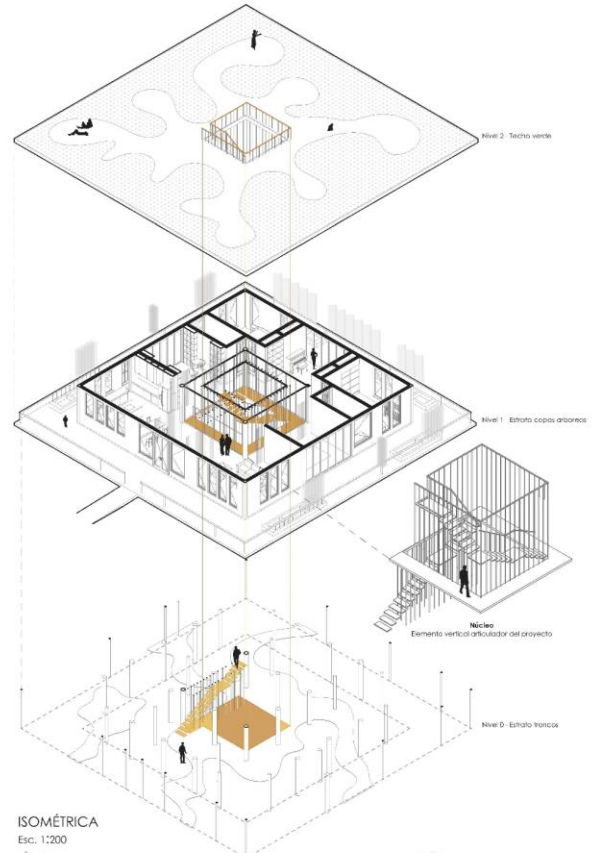 Nivel 2 - Techo verde
Nivel 1 - Estrato copas arboreos
Núcleo
Elemento vertical articulador del proyecto
Nivel 0 - Estrato troncos
ISOMÉTRICA
Esc. 1:200